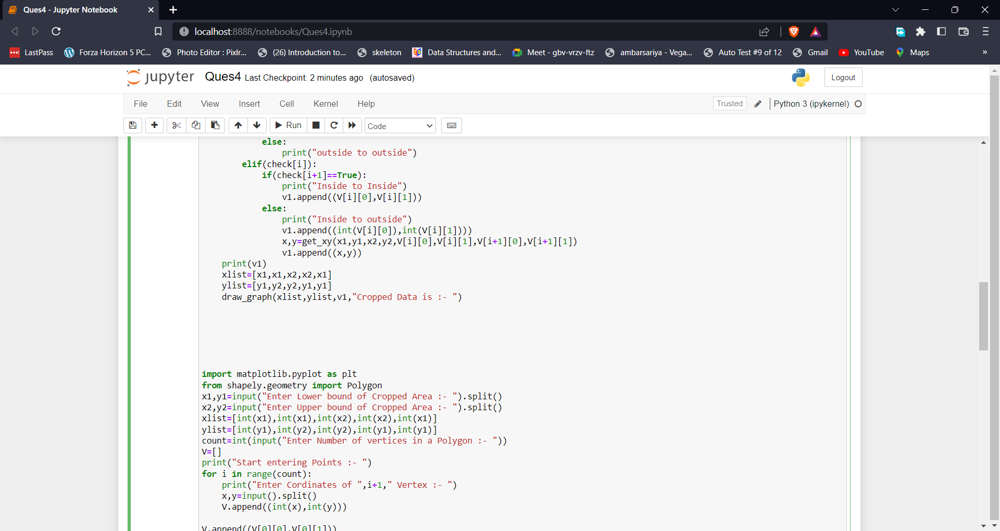 Ques4 - Jupyter Notebook
localhost:8888/notebooks/Ques4.ipynb
LastPass
Forza Horizon 5 PC...
Photo Editor : Pixlr...
(26) Introduction to...
skeleton
Data Structures and...
Meet - gbv-vrzv-ftz
ambarsariya - Vega...
Auto Test #9 of 12
Gmail
YouTube
Maps
»
jupyter Ques4 Last Checkpoint: 2 minutes ago (autosaved)
Logout
File Edit View Insert Cell Kernel Help
Trusted
Python 3 (ipykernel)
Run
Code
else:
print("outside to outside")
elif(check[i]):
if(check[i+1]==True):
print("Inside to Inside")
v1.append((V[i][0],V[i][1]))
else:
print("Inside to outside")
v1.append((int(V[i][0]),int(V[i][1])))
x,y=get_xy(x1,y1,x2,y2,V[i][0],V[i][1],V[i+1][0],V[i+1][1])
v1.append((x,y))
print(v1)
xlist=[x1,x1,x2,x2,x1]
ylist=[y1,y2,y2,y1,y1]
draw_graph(xlist,ylist,v1,"Cropped Data is :- ")
import matplotlib.pyplot as plt
from shapely.geometry import Polygon
x1,y1=input("Enter Lower bound of Cropped Area :- ").split()
x2,y2=input("Enter Upper bound of Cropped Area :- ").split()
xlist=[int(x1),int(x1),int(x2),int(x2),int(x1)]
ylist=[int(y1),int(y2),int(y2),int(y1),int(y1)]
count=int(input("Enter Number of vertices in a Polygon :- "))
V=[]
print("Start entering Points :- ")
for i in range(count):
print("Enter Cordinates of ",i+1," Vertex :- ")
x,y=input().split()
V.append((int(x),int(y)))
V.append((V[0][0],V[0][1]))